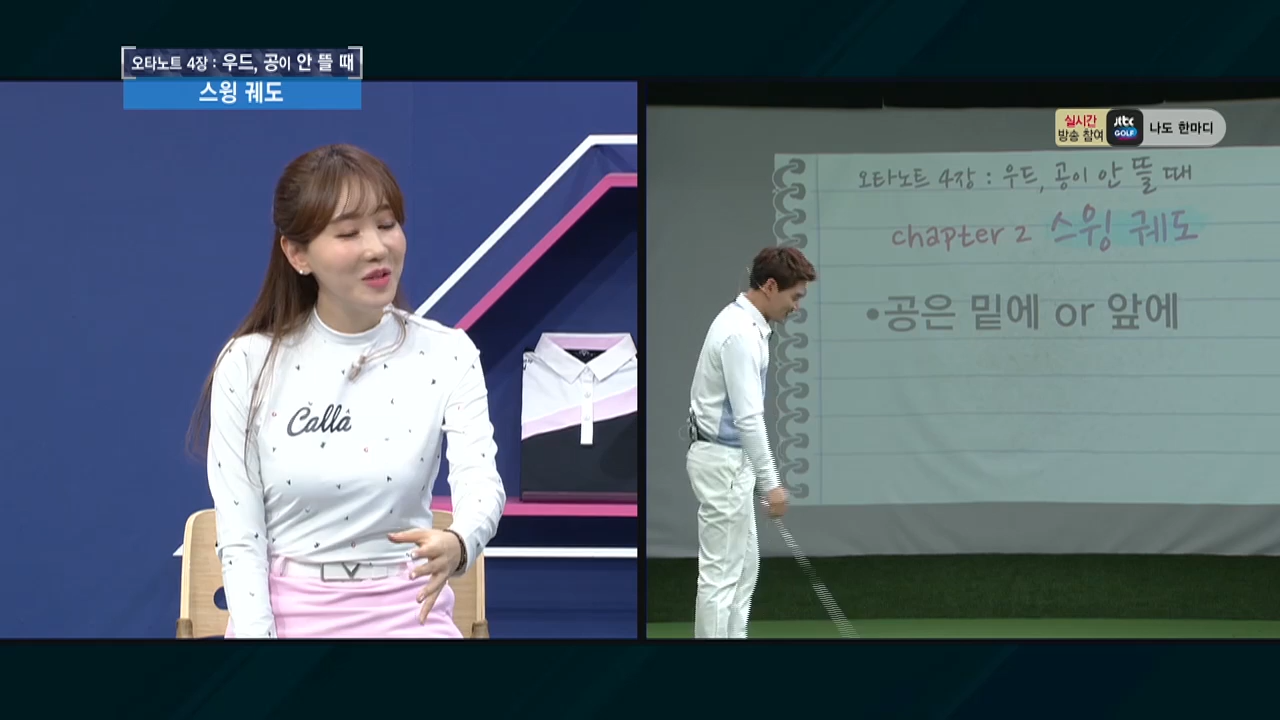 오타노트 4장 : 우드, 공이 안 뜰 때
스윙 궤도
실시간
방송 참여
jtbc
GOLF
나도 한마디
오타노트 4장 : 우드, 공이 안 뜰 때
chapter 2 스윙 궤도
•공은 밑에 or 앞에
Calla